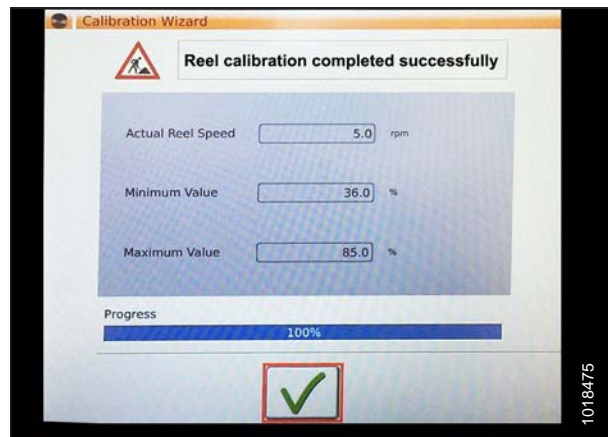 Calibration Wizard
Reel calibration completed successfully
Actual Reel Speed 5.0 rpm
Minimum Value 36.0 %
Maximum Value 85.0 %
Progress
100%
1018475